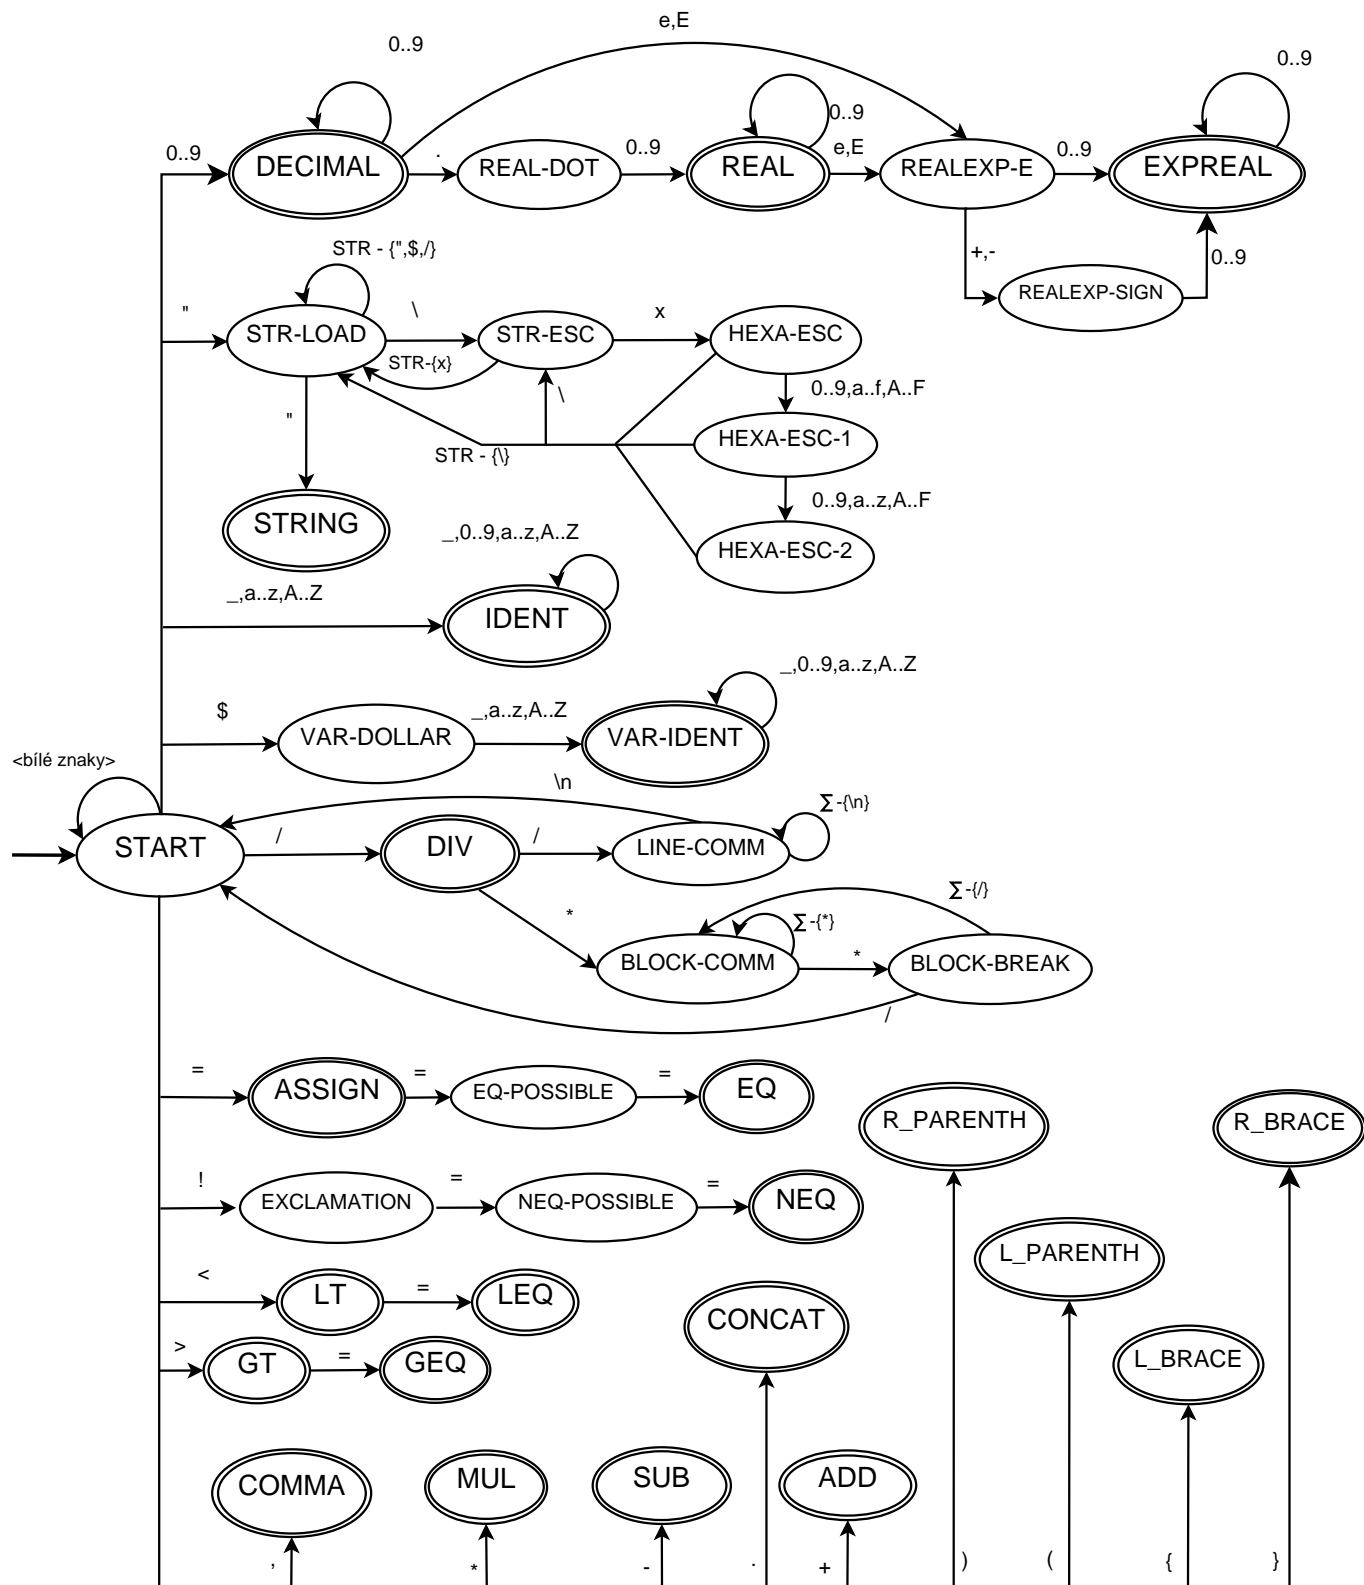 e,E
0..9
0..9
0..9
DECIMAL
.
REAL-DOT
0..9
REAL
0..9
e,E
REALEXP-E
0..9
EXPREAL
+,-
REALEXP-SIGN
0..9
STR - {",$,/}
"
STR-LOAD
\
STR-ESC
x
HEXA-ESC
STR-{x}
\
0..9,a..f,A..F
"
STR - {\}
HEXA-ESC-1
0..9,a..z,A..F
STRING
HEXA-ESC-2
_,0..9,a..z,A..Z
_,a..z,A..Z
IDENT
_,0..9,a..z,A..Z
$
VAR-DOLLAR
_,a..z,A..Z
VAR-IDENT
<bílé znaky>
\n
Σ-{\n}
START
/
DIV
/
LINE-COMM
*
Σ-{/}
Σ-{*}
BLOCK-COMM
*
BLOCK-BREAK
/
=
ASSIGN
=
EQ-POSSIBLE
=
EQ
R_PARENTH
R_BRACE
!
EXCLAMATION
=
NEQ-POSSIBLE
=
NEQ
L_PARENTH
<
LT
=
LEQ
CONCAT
>
GT
=
GEQ
L_BRACE
COMMA
MUL
SUB
ADD
,
*
-
.
+
)
(
{
}